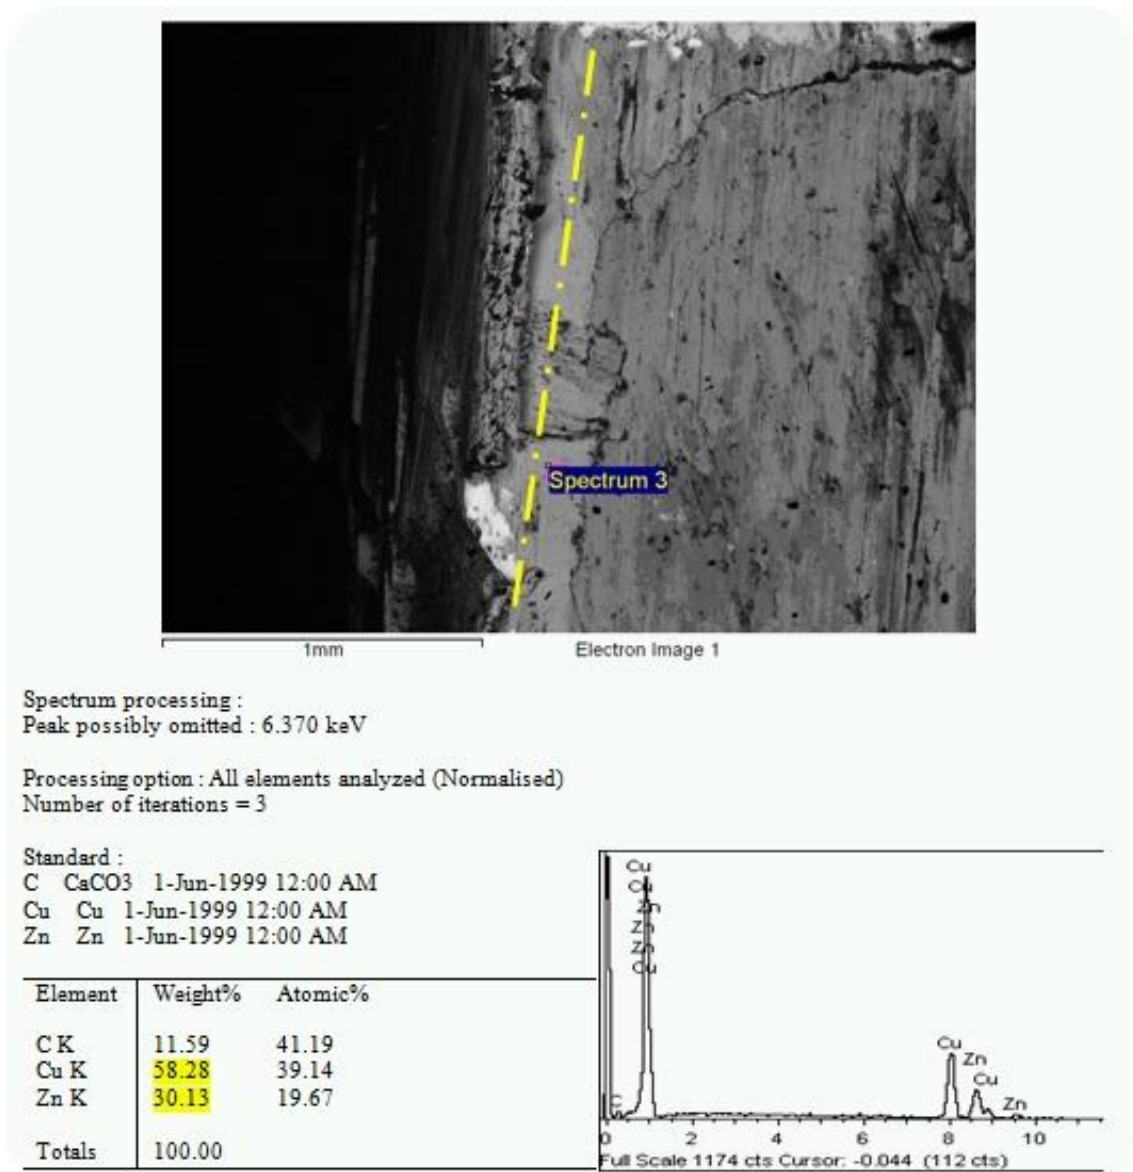 Spectrum 3
1mm
Electron Image 1
Spectrum processing :
Peak possibly omitted : 6.370 keV
Processing option : All elements analyzed (Normalised)
Number of iterations = 3
Standard :
C CaCO3 1-Jun-1999 12:00 AM
Cu Cu 1-Jun-1999 12:00 AM
Zn Zn 1-Jun-1999 12:00 AM
Element Weight% Atomic%
C K 11.59 41.19
Cu K 58.28 39.14
Zn K 30.13 19.67
Totals 100.00
Cu
Cu
Zn
Zn
Zn
Cu
C
Cu
Zn
Cu
Zn
0 2 4 6 8 10
Full Scale 1174 cts Cursor: -0.044 (112 cts)